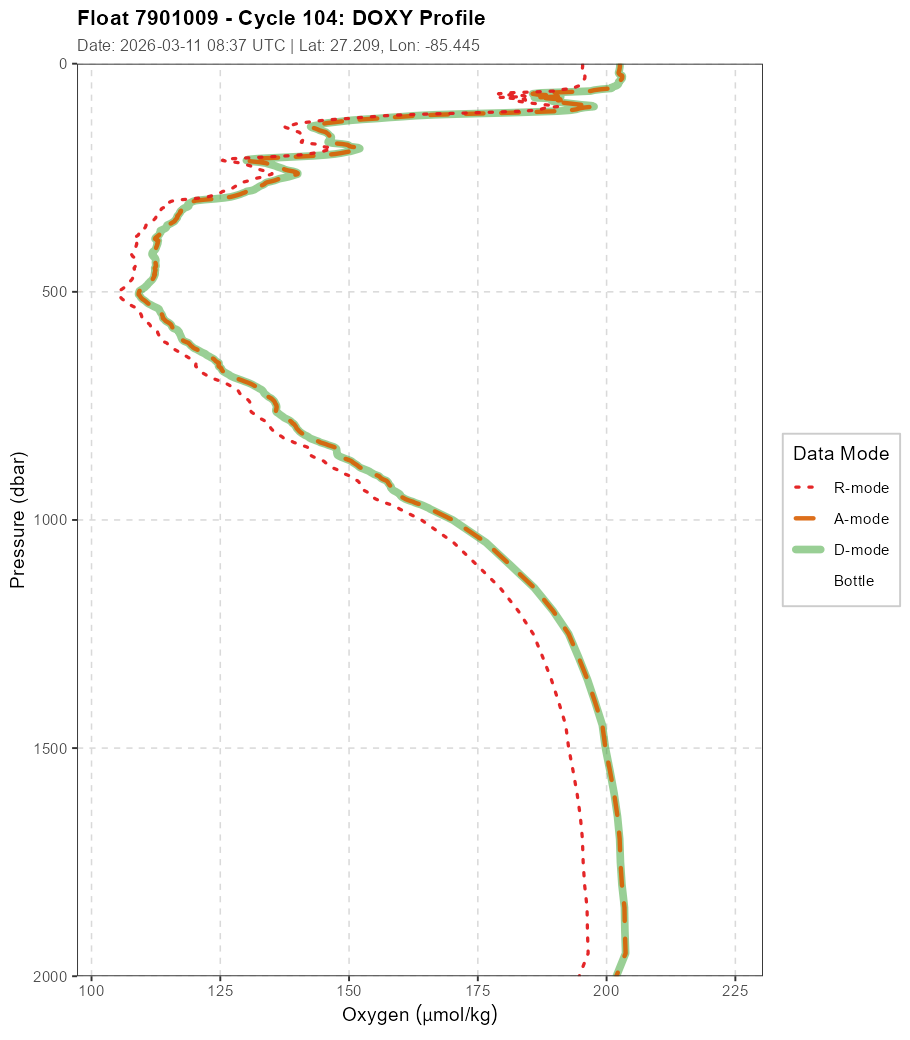 Float 7901009 - Cycle 104: DOXY Profile
Date: 2026-03-11 08:37 UTC | Lat: 27.209, Lon: -85.445
0
500
1000
1500
2000
Pressure (dbar)
100 125 150 175 200 225
Oxygen (μmol/kg)
Data Mode
R-mode
A-mode
D-mode
Bottle